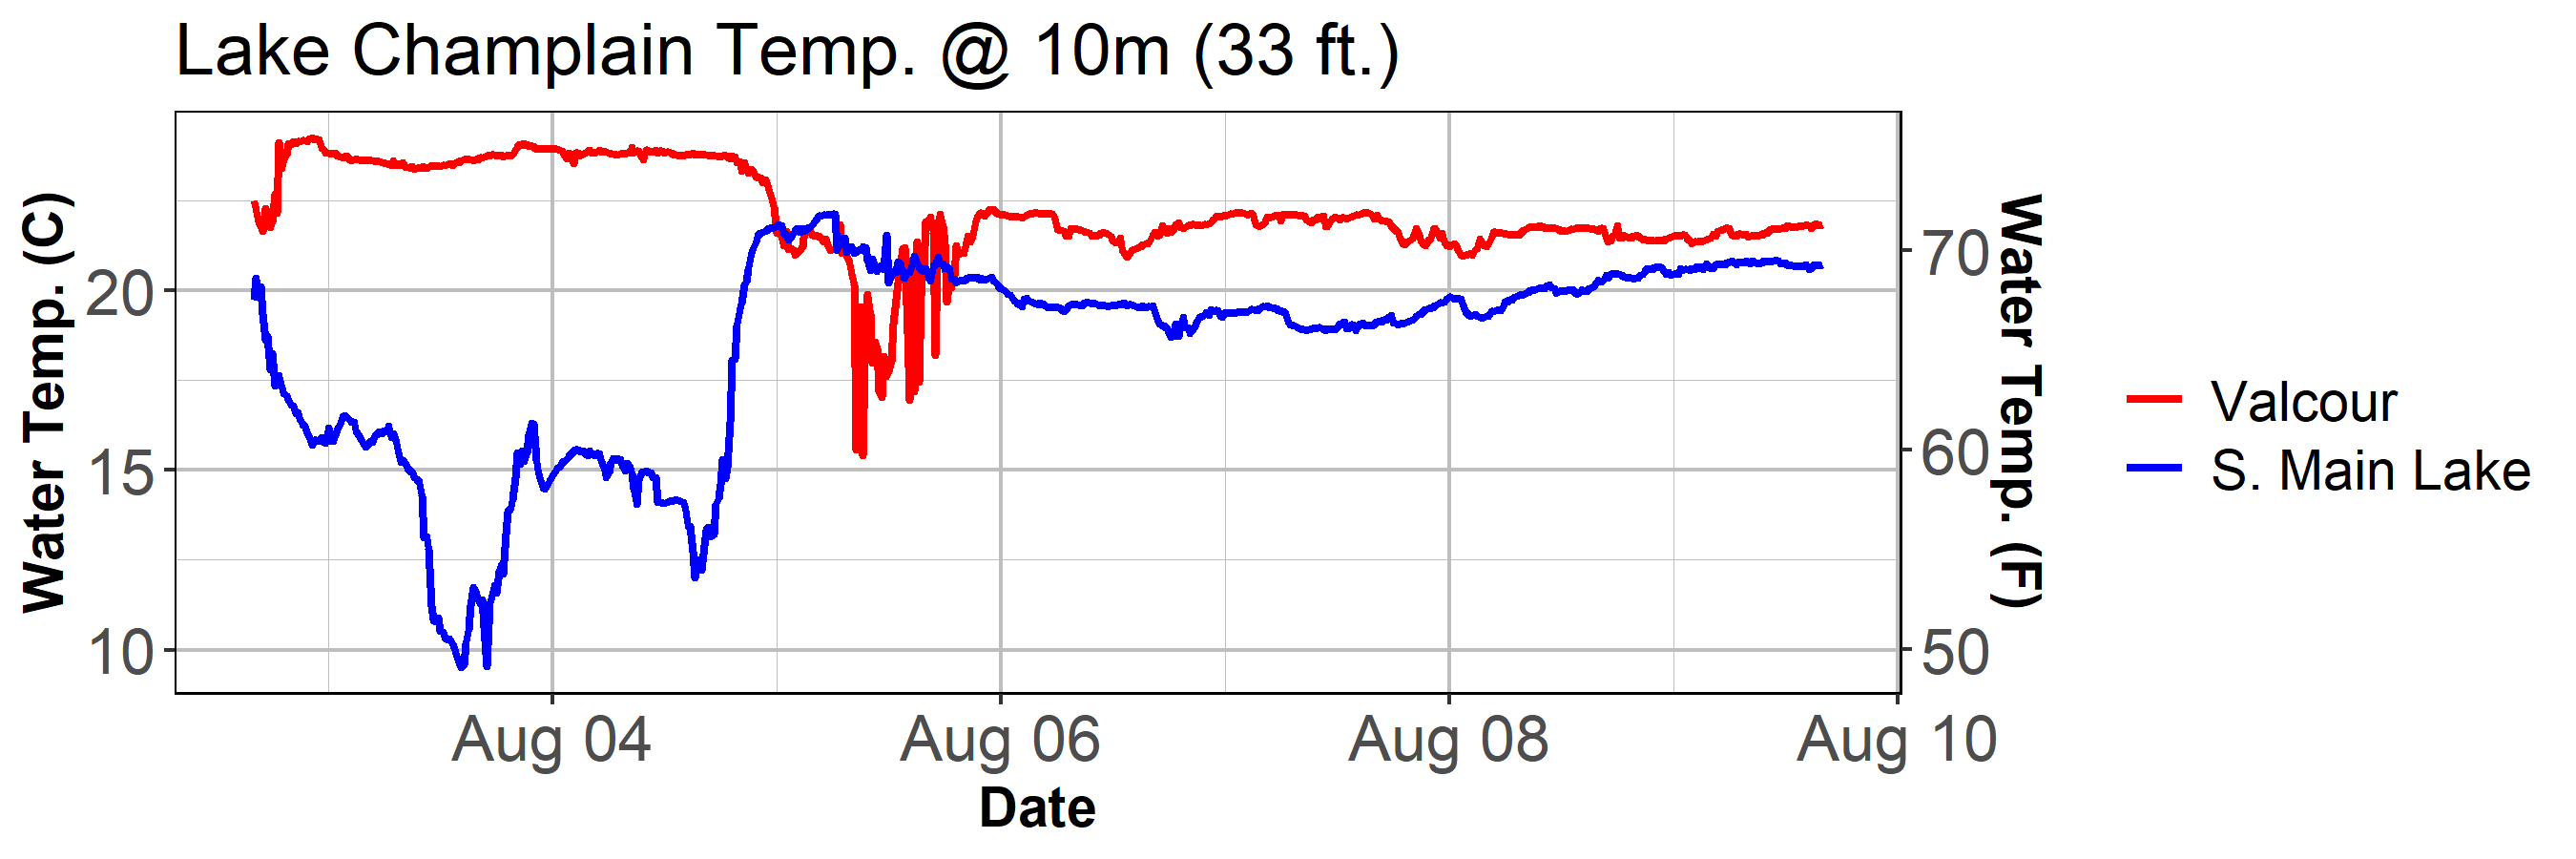 Lake Champlain Temp. @ 10m (33 ft.)
Water Temp. (C)
20
15
10
70
60
50
Water Temp. (F)
Valcour
S. Main Lake
Aug 04
Aug 06
Aug 08
Aug 10
Date